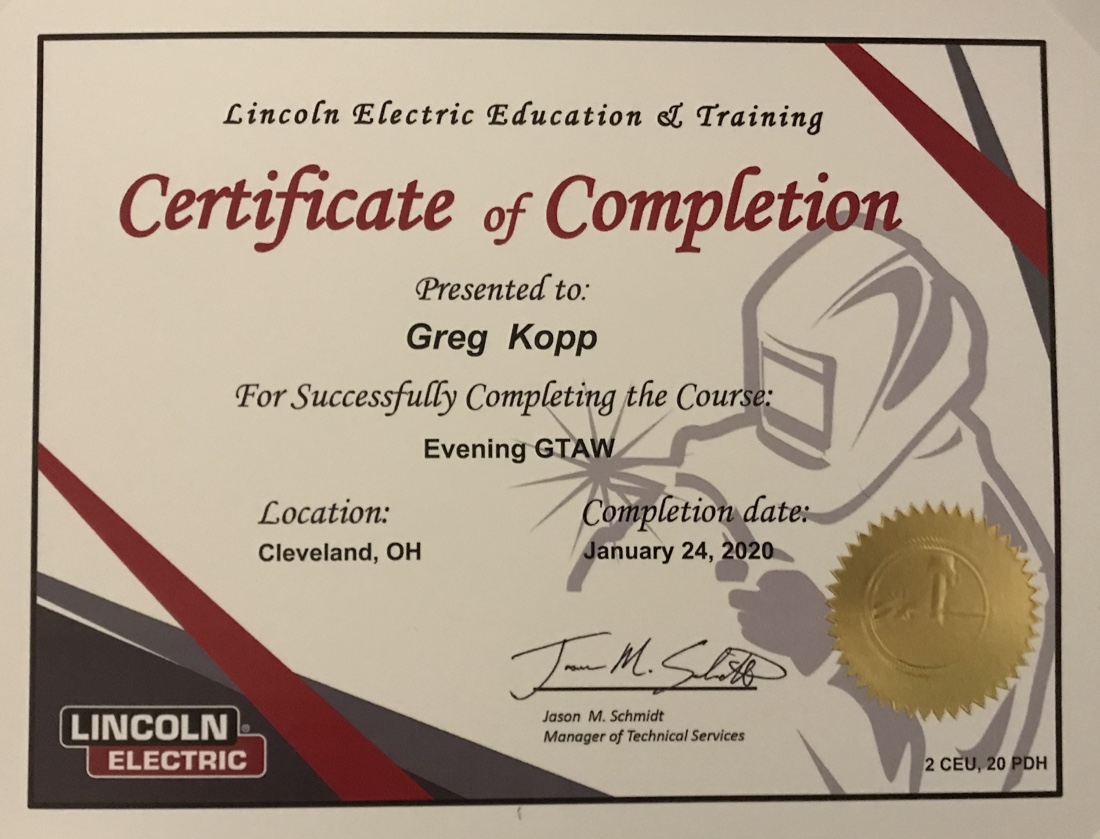 Lincoln Electric Education & Training
Certificate of Completion
Presented to:
Greg Kopp
For Successfully Completing the Course:
Evening GTAW
Location:
Completion date:
Cleveland, OH
January 24, 2020
Jason M. Schmidt
Jason M. Schmidt
Manager of Technical Services
LINCOLN ®
ELECTRIC
2 CEU, 20 PDH